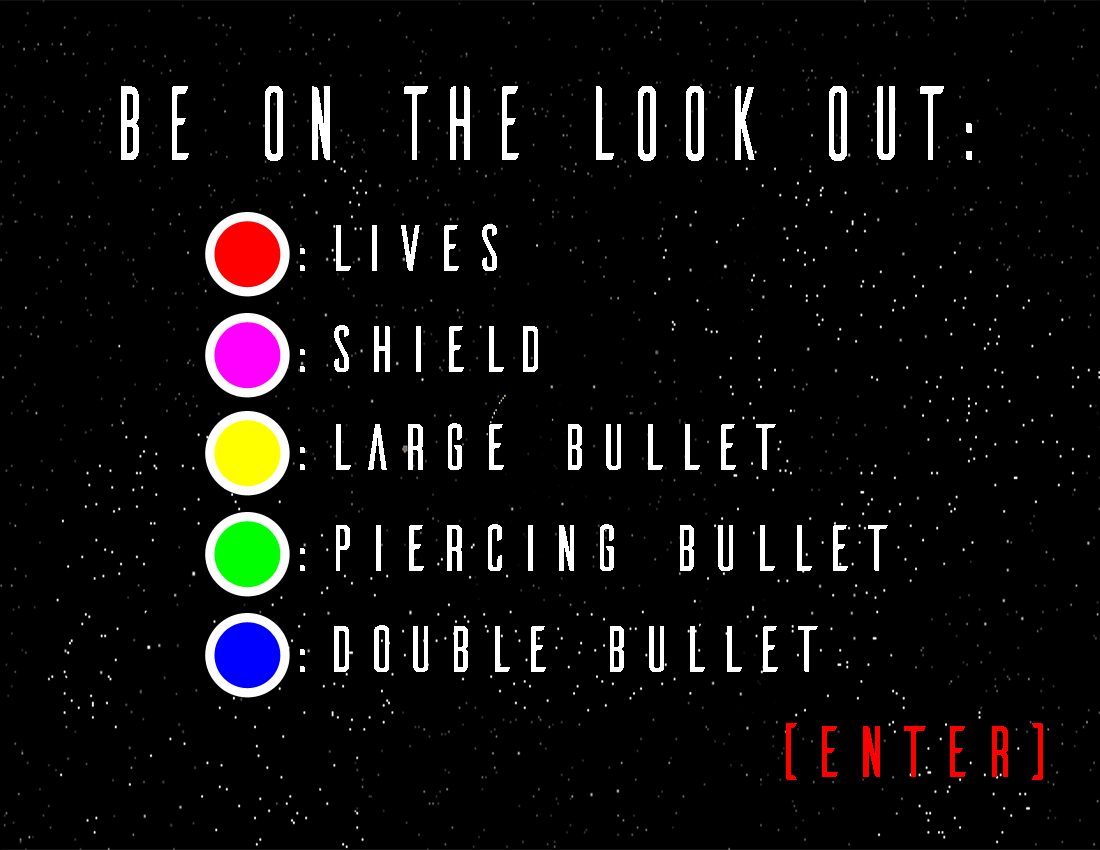 BE ON THE LOOK OUT:
: LIVES
: SHIELD
: LARGE BULLET
: PIERCING BULLET
: DOUBLE BULLET
[ENTER]